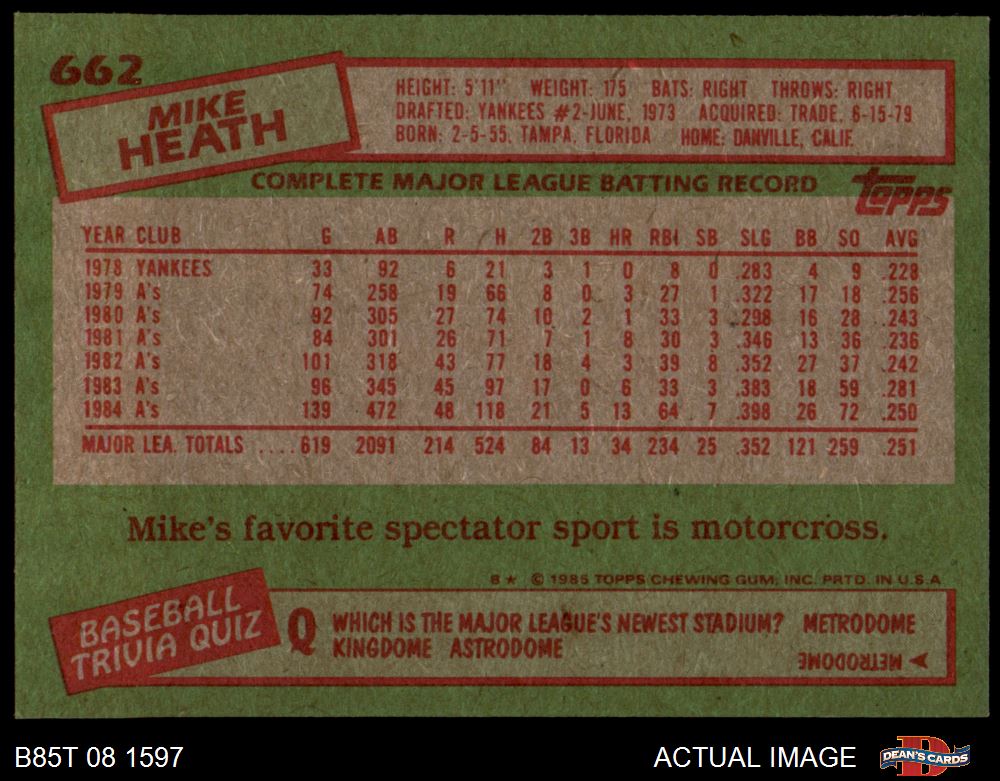 662
MIKE
HEATH
HEIGHT: 5'11" WEIGHT: 175 BATS: RIGHT THROWS: RIGHT
DRAFTED: YANKEES #2-JUNE, 1973 ACQUIRED: TRADE, 6-15-79
BORN: 2-5-55, TAMPA, FLORIDA HOME: DANVILLE, CALIF.
COMPLETE MAJOR LEAGUE BATTING RECORD
topps
YEAR CLUB G AB R H 2B 3B HR RBI SB SLG BB SO AVG
1978 YANKEES 33 92 6 21 3 1 0 8 0 .283 4 9 .228
1979 A's 74 258 19 66 8 0 3 27 1 .322 17 18 .256
1980 A's 92 305 27 74 10 2 1 33 3 .298 16 28 .243
1981 A's 84 301 26 71 7 1 8 30 3 .346 13 36 .236
1982 A's 101 318 43 77 18 4 3 39 8 .352 27 37 .242
1983 A's 96 345 45 97 17 0 6 33 3 .383 18 59 .281
1984 A's 139 472 48 118 21 5 13 64 7 .398 26 72 .250
MAJOR LEA. TOTALS ....619 2091 214 524 84 13 34 234 25 .352 121 259 .251
Mike's favorite spectator sport is motorcross.
B★ © 1985 TOPPS CHEWING GUM, INC. PRTD. IN U.S.A
BASEBALL
TRIVIA QUIZ
Q WHICH IS THE MAJOR LEAGUE'S NEWEST STADIUM? METRODOME
KINGDOME ASTRODOME
METRODOME
B85T 08 1597
ACTUAL IMAGE
D
DEAN'S CARDS